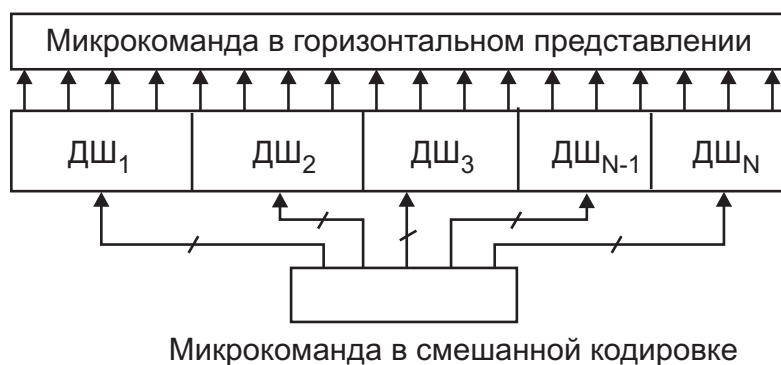 Микрокоманда в горизонтальном представлении
ДШ1 ДШ2 ДШ3 ДШN-1 ДШN
Микрокоманда в смешанной кодировке